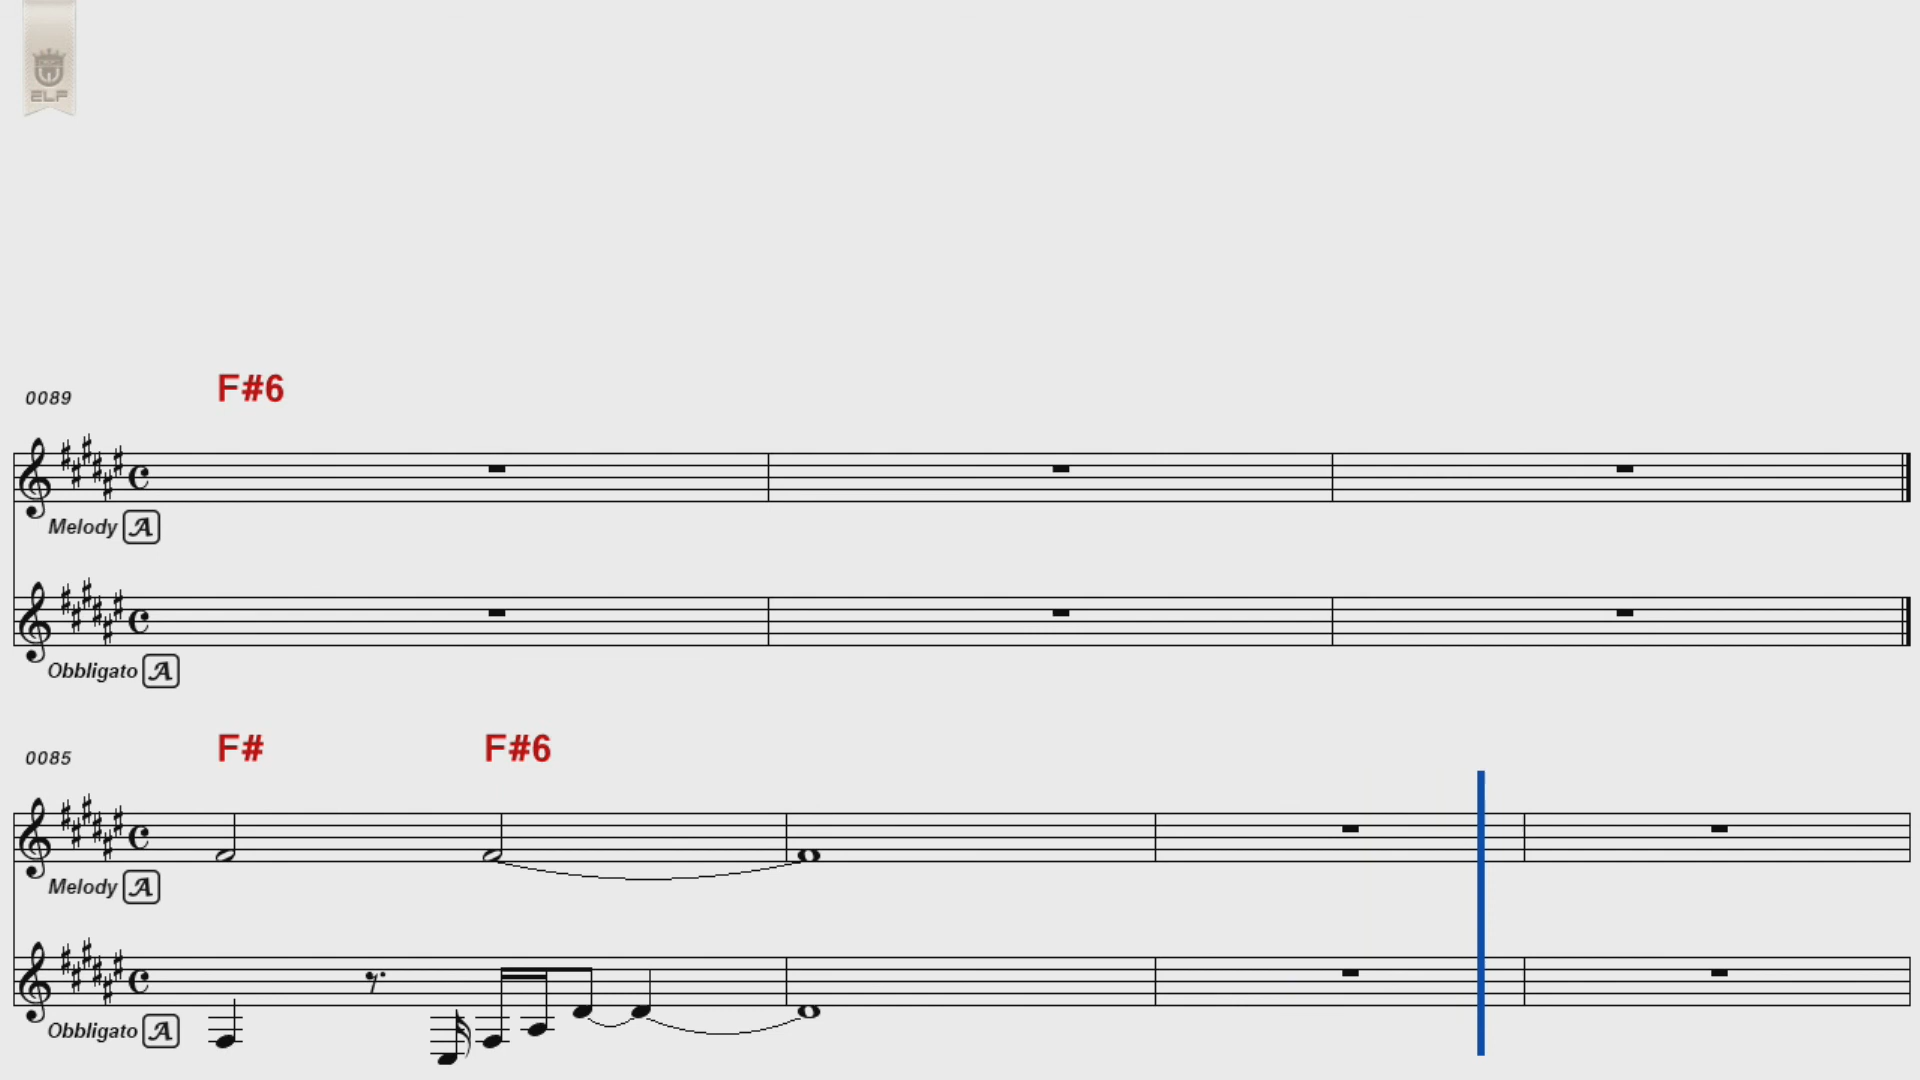 ELF
0089 F#6
Melody A
Obbligato A
0085 F# F#6
Melody A
Obbligato A